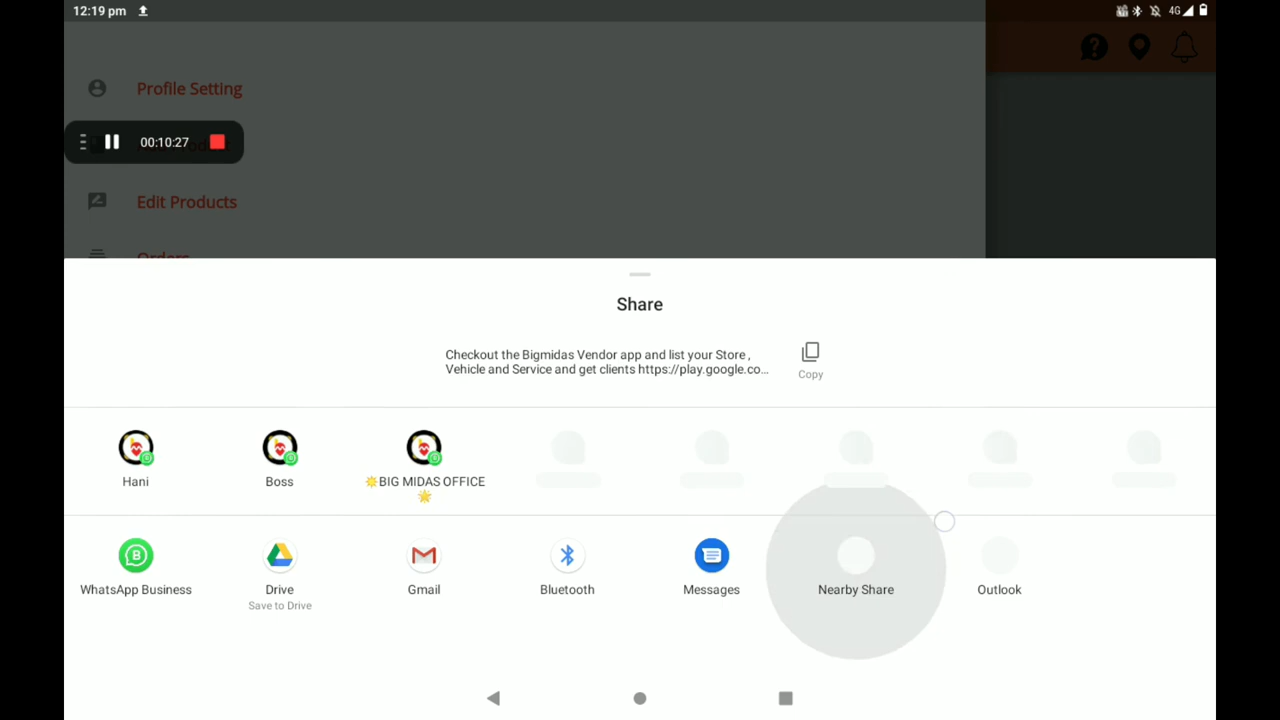 12:19 pm
4G
Profile Setting
00:10:27
Edit Products
Orders
Share
Checkout the Bigmidas Vendor app and list your Store ,
Vehicle and Service and get clients https://play.google.co...
Copy
Hani
Boss
🌟BIG MIDAS OFFICE
🌟
WhatsApp Business
Drive
Gmail
Bluetooth
Messages
Nearby Share
Outlook
Save to Drive